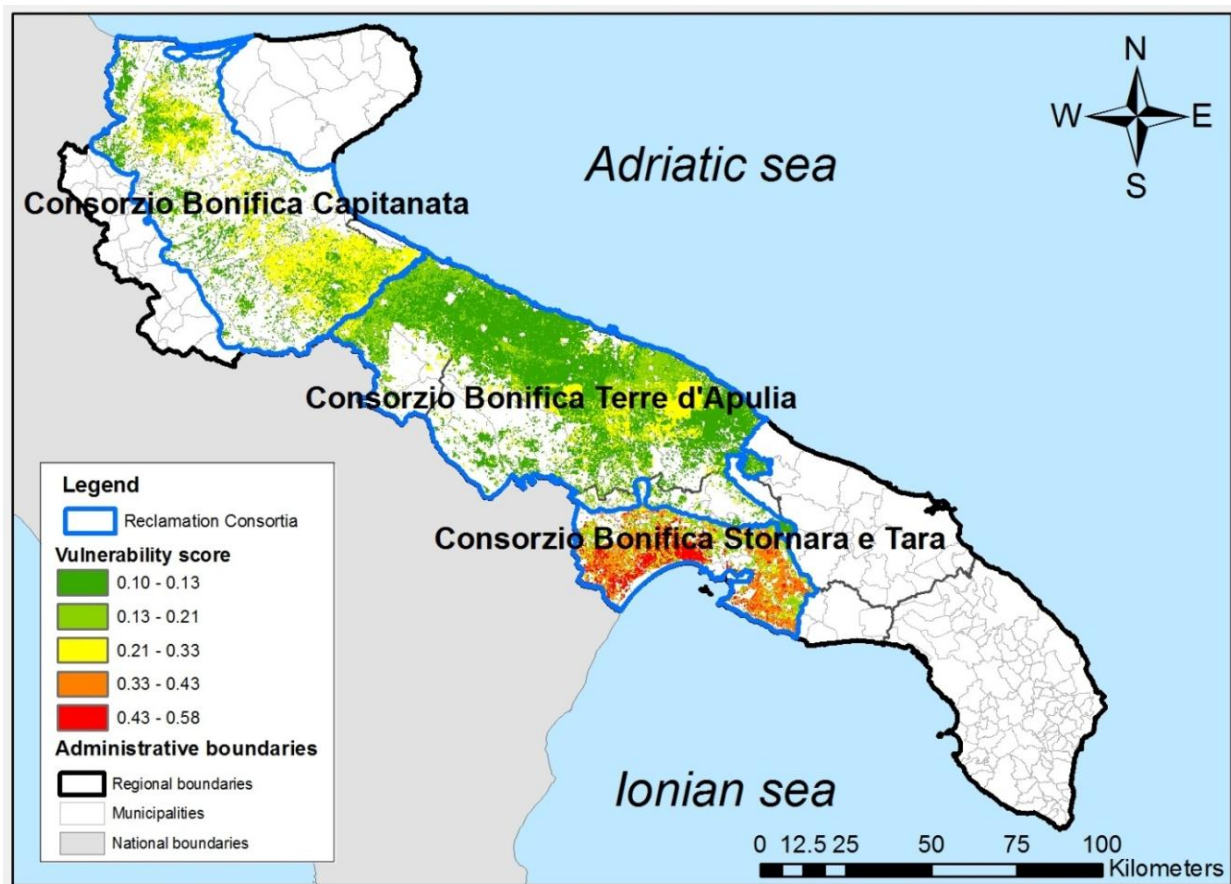 N
W E
S
Adriatic sea
Consorzio Bonifica Capitanata
Consorzio Bonifica Terre d'Apulia
Consorzio Bonifica Stornara e Tara
Legend
Reclamation Consortia
Vulnerability score
0.10 - 0.13
0.13 - 0.21
0.21 - 0.33
0.33 - 0.43
0.43 - 0.58
Administrative boundaries
Regional boundaries
Municipalities
National boundaries
Ionian sea
0 12.5 25 50 75 100
Kilometers